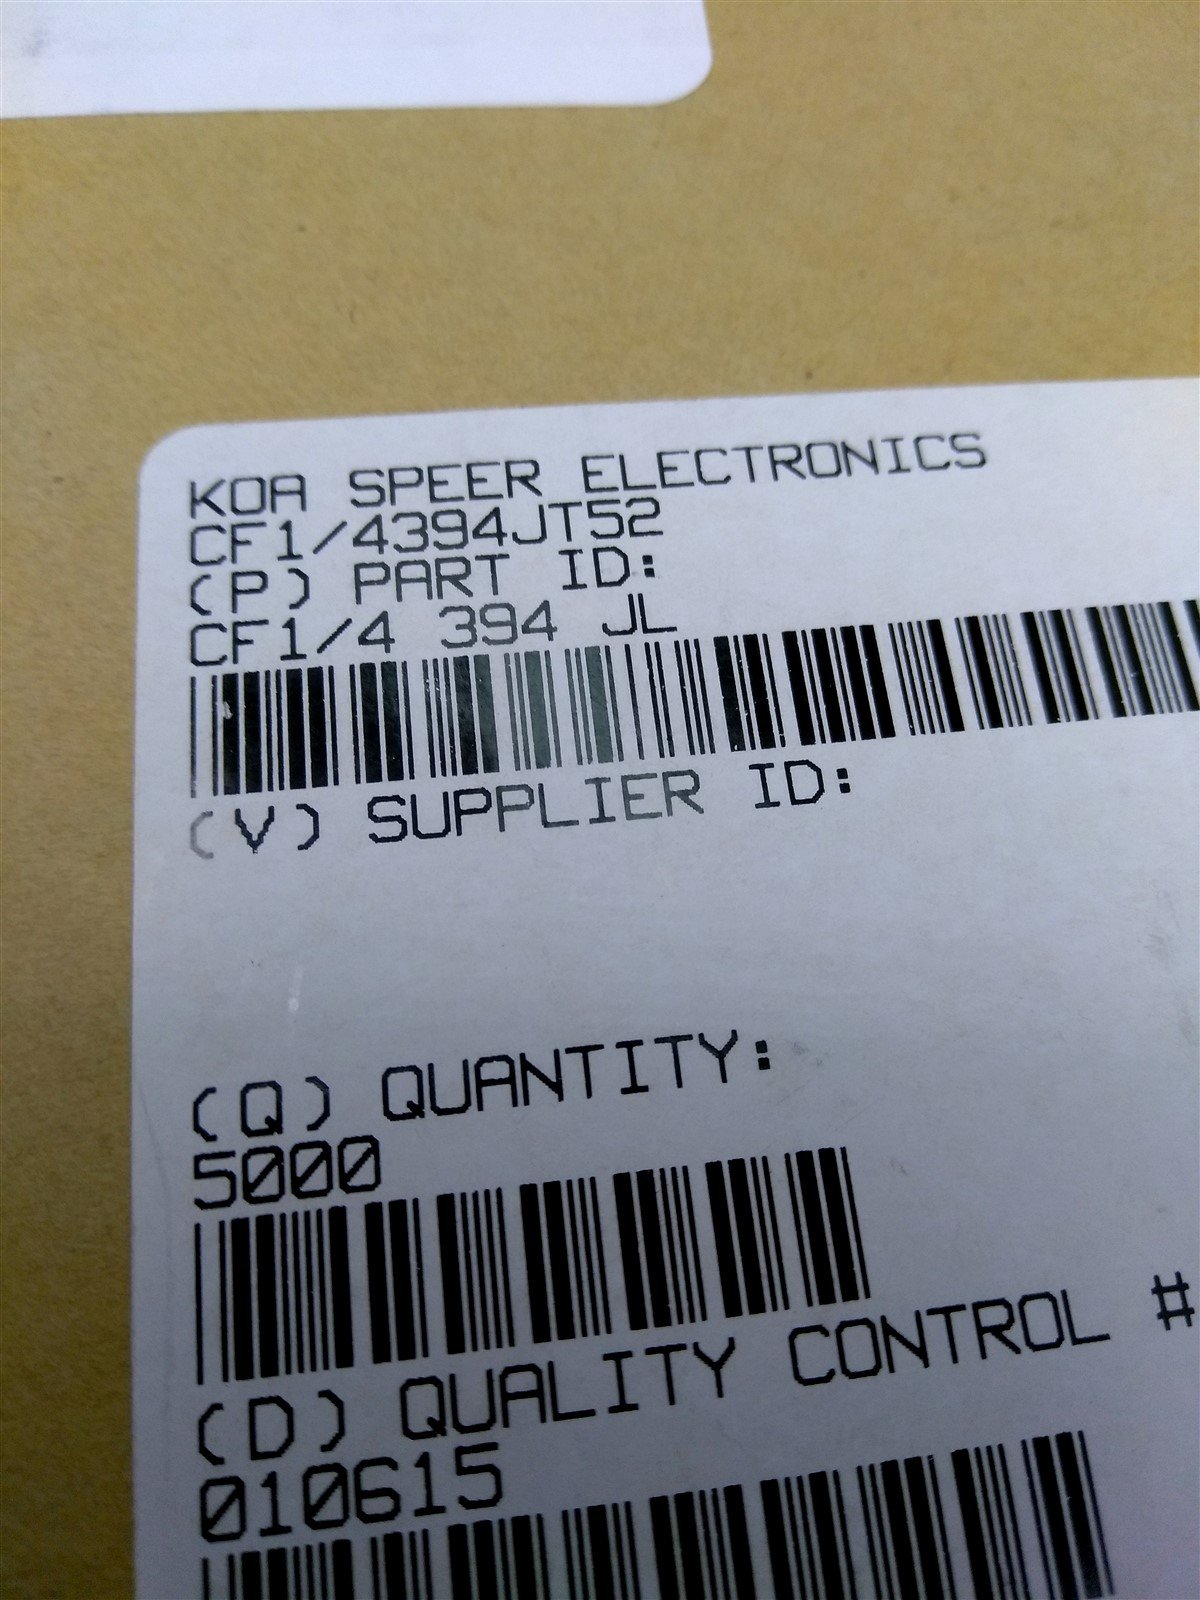 KOA SPEER ELECTRONICS
CF1/4394JT52
(P) PART ID:
CF1/4 394 JL
(V) SUPPLIER ID:
(Q) QUANTITY:
5000
(D) QUALITY CONTROL #
010615